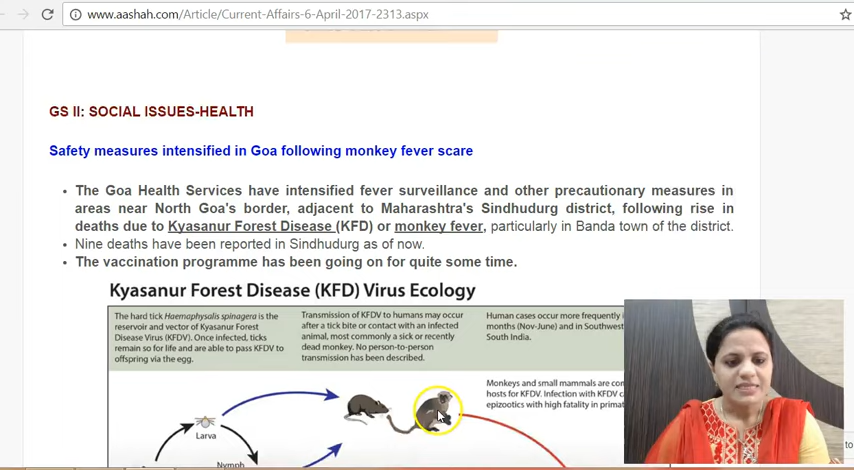 www.aashah.com/Article/Current-Affairs-6-April-2017-2313.aspx
GS II: SOCIAL ISSUES-HEALTH
Safety measures intensified in Goa following monkey fever scare
• The Goa Health Services have intensified fever surveillance and other precautionary measures in
areas near North Goa's border, adjacent to Maharashtra's Sindhudurg district, following rise in
deaths due to Kyasanur Forest Disease (KFD) or monkey fever, particularly in Banda town of the district.
• Nine deaths have been reported in Sindhudurg as of now.
• The vaccination programme has been going on for quite some time.
Kyasanur Forest Disease (KFD) Virus Ecology
The hard tick Haemaphysalis spinagera is the
reservoir and vector of Kyasanur Forest
Disease Virus (KFDV). Once infected, ticks
remain so for life and are able to pass KFDV to
offspring via the egg.
Transmission of KFDV to humans may occur
after a tick bite or contact with an infected
animal, most commonly a sick or recently
dead monkey. No person-to-person
transmission has been described.
Human cases occur more frequently
months (Nov-June) and in Southwest
South India.
Monkeys and small mammals are
hosts for KFDV. Infection with KFDV
epizootics with high fatality in
Larva
Nymph
to